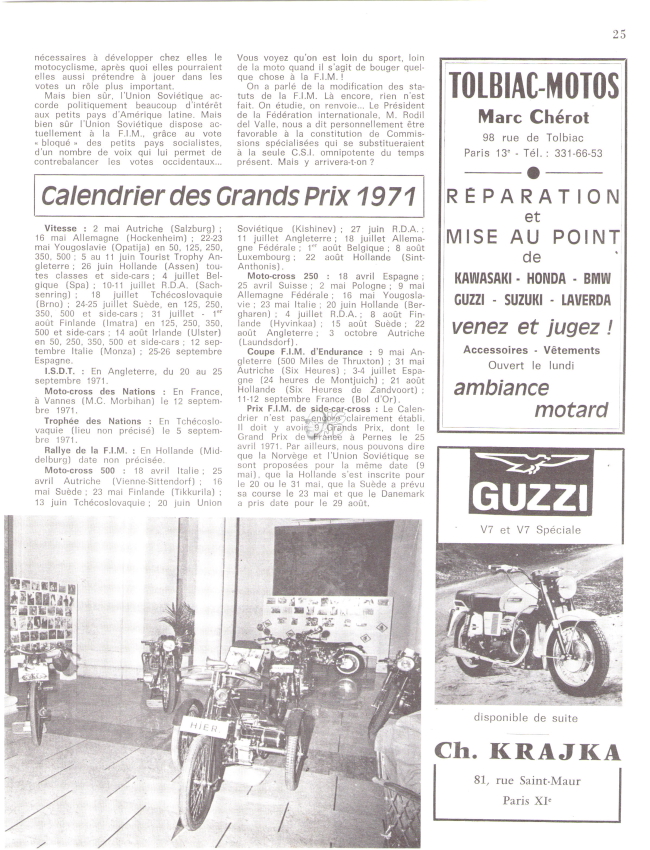 25
nécessaires à développer chez elles le
motocyclisme, après quoi elles pourraient
elles aussi prétendre à jouer dans les
votes un rôle plus important.
Mais bien sûr, l'Union Soviétique ac-
corde politiquement beaucoup d'intérêt
aux petits pays d'Amérique latine. Mais
bien sûr l'Union Soviétique dispose ac-
tuellement à la F.I.M., grâce au vote
« bloqué » des petits pays socialistes,
d'un nombre de voix qui lui permet de
contrebalancer les votes occidentaux...
Vous voyez qu'on est loin du sport, loin
de la moto quand il s'agit de bouger quel-
que chose à la F.I.M. !
On a parlé de la modification des sta-
tuts de la F.I.M. Là encore, rien n'est
fait. On étudie, on renvoie... Le Président
de la Fédération internationale, M. Rodil
del Valle, nous a dit personnellement être
favorable à la constitution de Commis-
sions spécialisées qui se substitueraient
à la seule C.S.I. omnipotente du temps
présent. Mais y arrivera-t-on ?
Calendrier des Grands Prix 1971
Vitesse : 2 mai Autriche (Salzburg) ;
16 mai Allemagne (Hockenheim) ; 22-23
mai Yougoslavie (Opatija) en 50, 125, 250,
350, 500 ; 5 au 11 juin Tourist Trophy An-
gleterre ; 26 juin Hollande (Assen) tou-
tes classes et side-cars ; 4 juillet Bel-
gique (Spa) ; 10-11 juillet R.D.A. (Sach-
senring) ; 18 juillet Tchécoslovaquie
(Brno) ; 24-25 juillet Suède, en 125, 250,
350, 500 et side-cars ; 31 juillet - 1er
août Finlande (Imatra) en 125, 250, 350,
500 et side-cars ; 14 août Irlande (Ulster)
en 50, 250, 350, 500 et side-cars ; 12 sep-
tembre Italie (Monza) ; 25-26 septembre
Espagne.
I.S.D.T. : En Angleterre, du 20 au 25
septembre 1971.
Moto-cross des Nations : En France,
à Vannes (M.C. Morbihan) le 12 septem-
bre 1971.
Trophée des Nations : En Tchécoslo-
vaquie (lieu non précisé) le 5 septem-
bre 1971.
Rallye de la F.I.M. : En Hollande (Mid-
delburg) date non précisée.
Moto-cross 500 : 18 avril Italie ; 25
avril Autriche (Vienne-Sittendorf) ; 16
mai Suède ; 23 mai Finlande (Tikkurila) ;
13 juin Tchécoslovaquie ; 20 juin Union
Soviétique (Kishinev) ; 27 juin R.D.A. ;
11 juillet Angleterre ; 18 juillet Allema-
gne Fédérale ; 1er août Belgique ; 8 août
Luxembourg ; 22 août Hollande (Sint-
Anthonis).
Moto-cross 250 : 18 avril Espagne ;
25 avril Suisse ; 2 mai Pologne ; 9 mai
Allemagne Fédérale ; 16 mai Yougosla-
vie ; 23 mai Italie ; 20 juin Hollande (Ber-
gharen) ; 4 juillet R.D.A. ; 8 août Fin-
lande (Hyvinkaa) ; 15 août Suède ; 22
août Angleterre ; 3 octobre Autriche
(Laundsdorf).
Coupe F.I.M. d'Endurance : 9 mai An-
gleterre (500 Miles de Thruxton) ; 31 mai
Autriche (Six Heures) ; 3-4 juillet Espa-
gne (24 heures de Montjuich) ; 21 août
Hollande (Six Heures de Zandvoort) ;
11-12 septembre France (Bol d'Or).
Prix F.I.M. de side-car-cross : Le Calen-
drier n'est pas encore clairement établi.
Il doit y avoir 9 Grands Prix, dont le
Grand Prix de France à Pernes le 25
avril 1971. Par ailleurs, nous pouvons dire
que la Norvège et l'Union Soviétique se
sont proposées pour la même date (9
mai), que la Hollande s'est inscrite pour
le 20 ou le 31 mai, que la Suède a prévu
sa course le 23 mai et que le Danemark
a pris date pour le 29 août.
HIER
TOLBIAC-MOTOS
Marc Chérot
98 rue de Tolbiac
Paris 13e - Tél. : 331-66-53
RÉPARATION
et
MISE AU POINT
de
KAWASAKI - HONDA - BMW
GUZZI - SUZUKI - LAVERDA
venez et jugez !
Accessoires - Vêtements
Ouvert le lundi
ambiance
motard
GUZZI
V7 et V7 Spéciale
disponible de suite
Ch. KRAJKA
81, rue Saint-Maur
Paris XIe